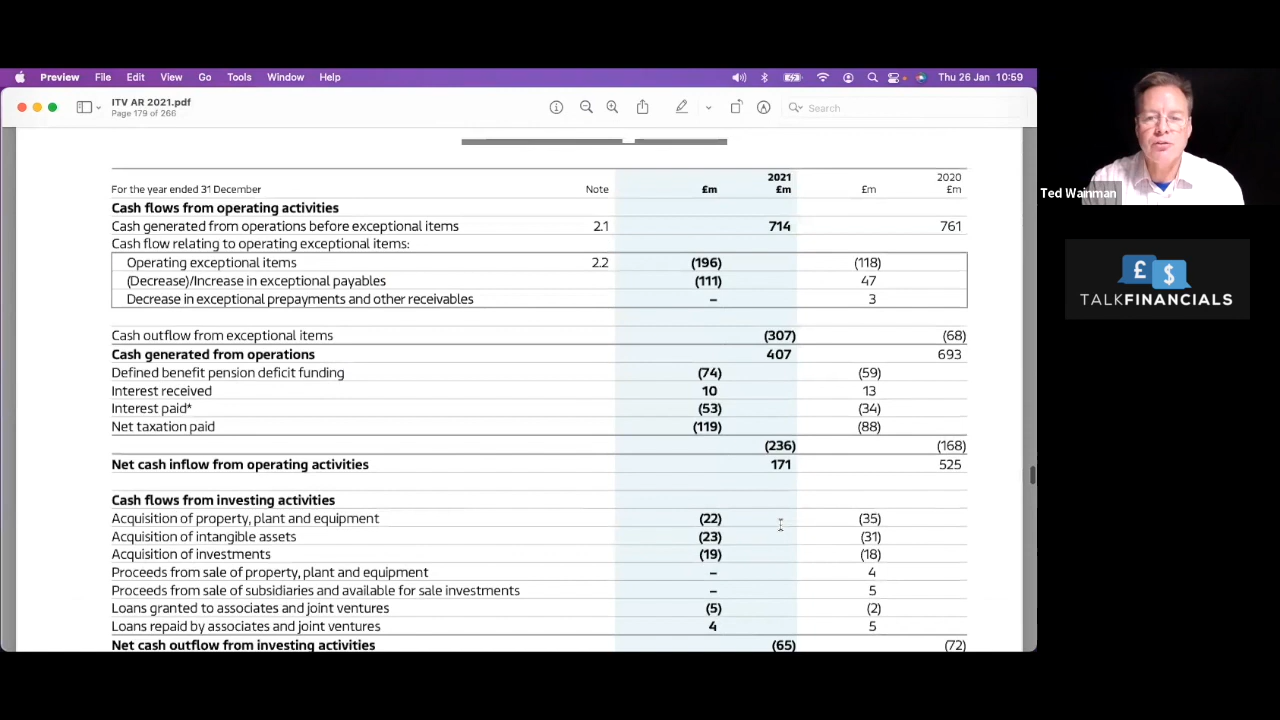 Preview File Edit View Go Tools Window Help Thu 26 Jan 10:59
ITV AR 2021.pdf
Page 179 of 266
Search
2021 2020
For the year ended 31 December Note £m £m £m £m
Cash flows from operating activities
Cash generated from operations before exceptional items 2.1 714 761
Cash flow relating to operating exceptional items:
Operating exceptional items 2.2 (196) (118)
(Decrease)/Increase in exceptional payables (111) 47
Decrease in exceptional prepayments and other receivables – 3
Cash outflow from exceptional items (307) (68)
Cash generated from operations 407 693
Defined benefit pension deficit funding (74) (59)
Interest received 10 13
Interest paid* (53) (34)
Net taxation paid (119) (88)
(236) (168)
Net cash inflow from operating activities 171 525
Cash flows from investing activities
Acquisition of property, plant and equipment (22) (35)
Acquisition of intangible assets (23) (31)
Acquisition of investments (19) (18)
Proceeds from sale of property, plant and equipment – 4
Proceeds from sale of subsidiaries and available for sale investments – 5
Loans granted to associates and joint ventures (5) (2)
Loans repaid by associates and joint ventures 4 5
Net cash outflow from investing activities (65) (72)
Ted Wainman
£ $
TALKFINANCIALS